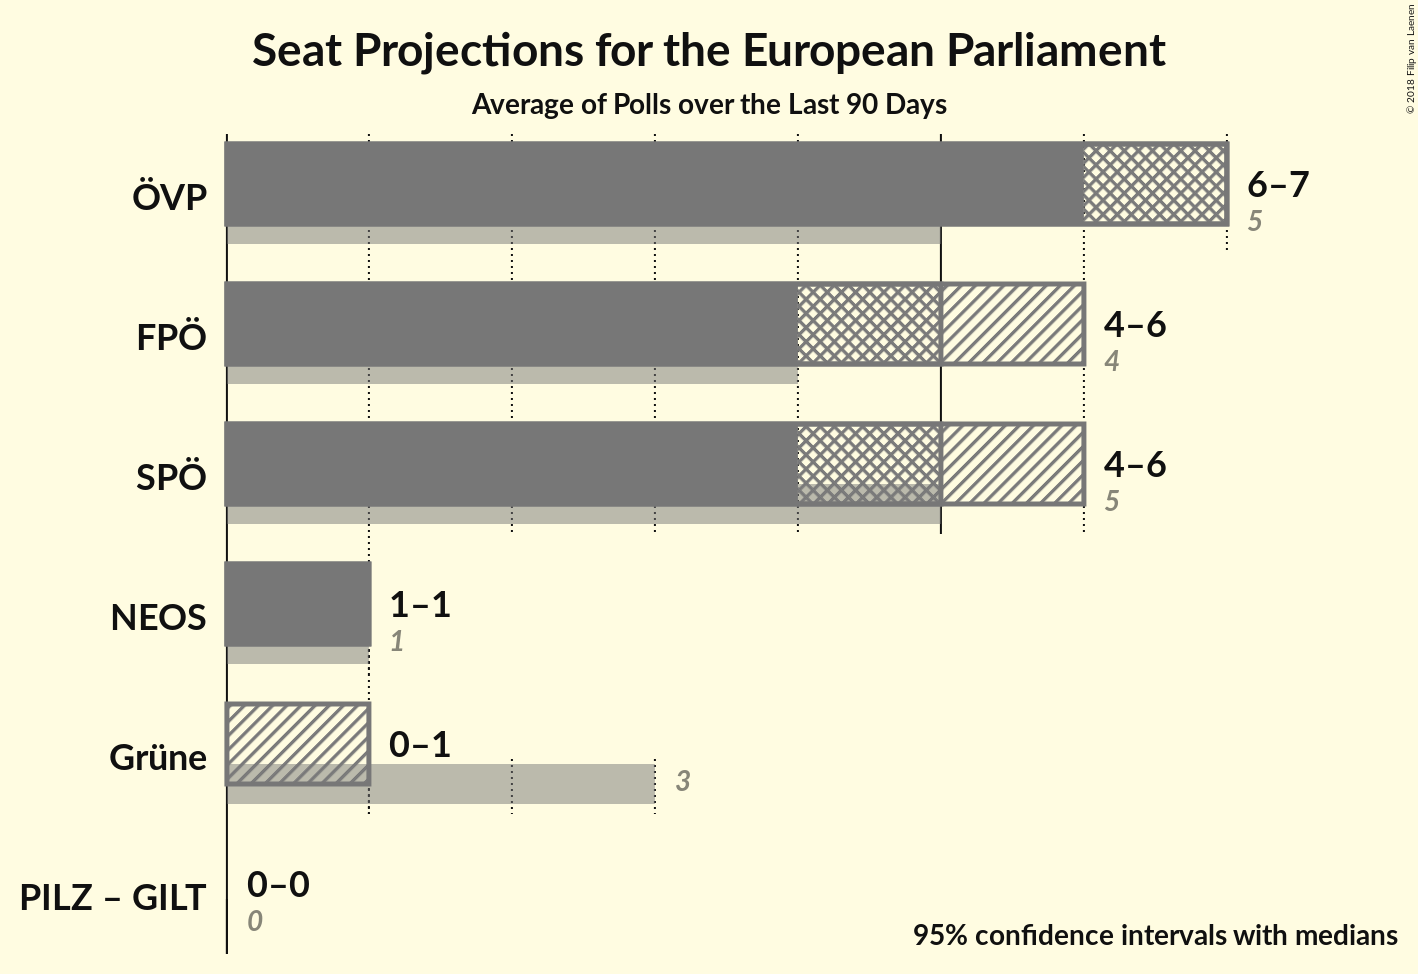 Seat Projections for the European Parliament
Average of Polls over the Last 90 Days
© 2018 Filip van Laenen
ÖVP
6–7
5
FPÖ
4–6
4
SPÖ
4–6
5
NEOS
1–1
1
Grüne
0–1
3
PILZ – GILT
0–0
0
95% confidence intervals with medians